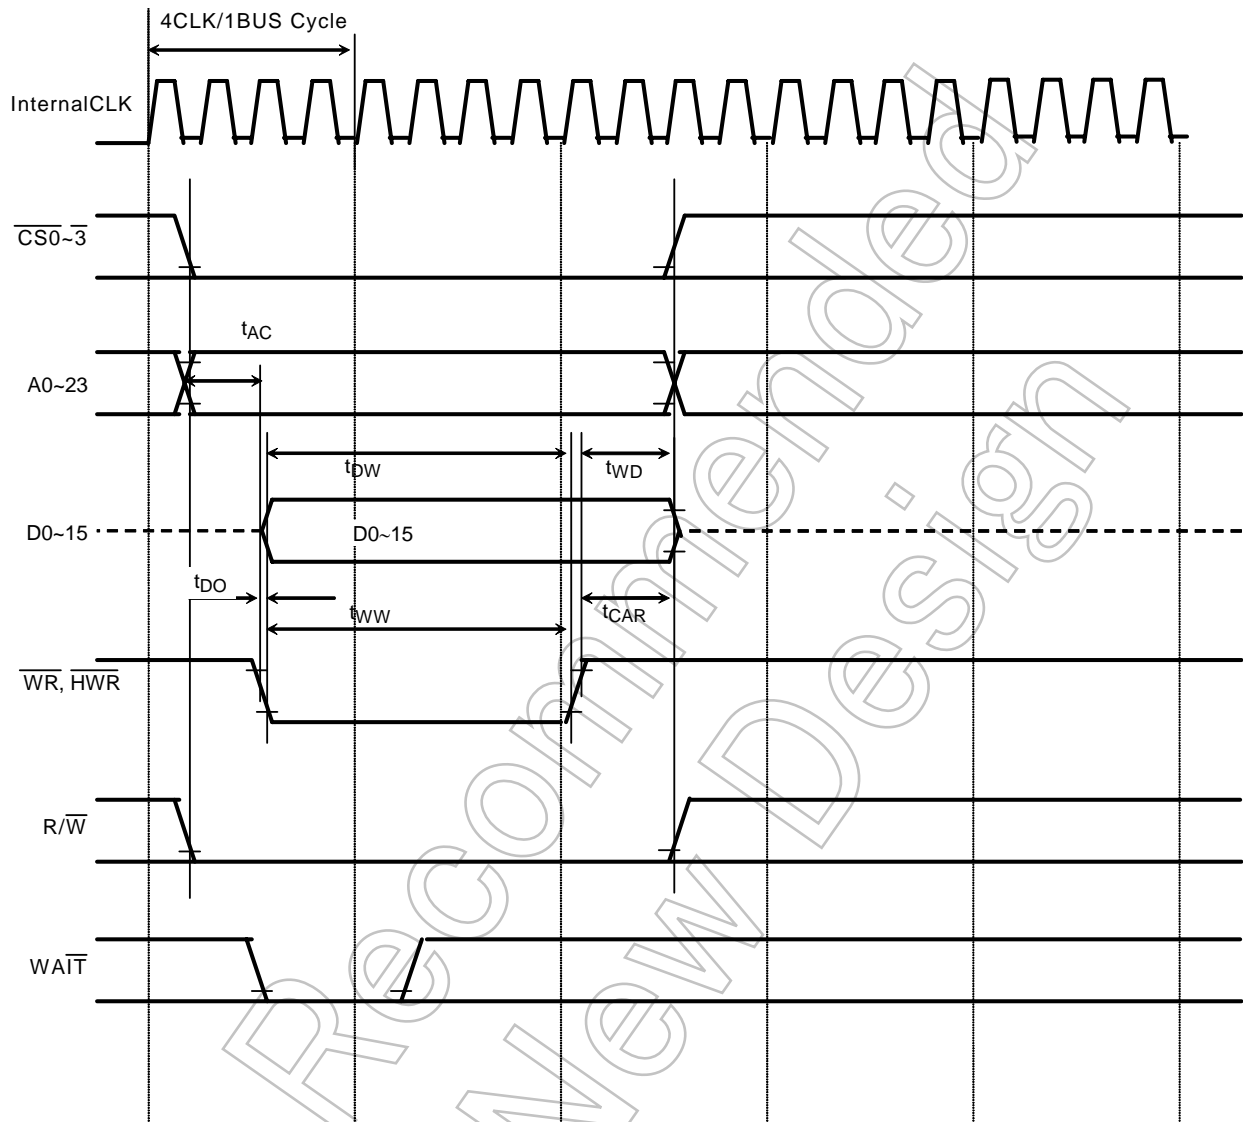 4CLK/1BUS Cycle
InternalCLK
CS0~3
tAC
A0~23
tDW
tWD
D0~15
D0~15
tDO
tWW
tCAR
WR, HWR
R/W
WAIT
Recommended
New Design